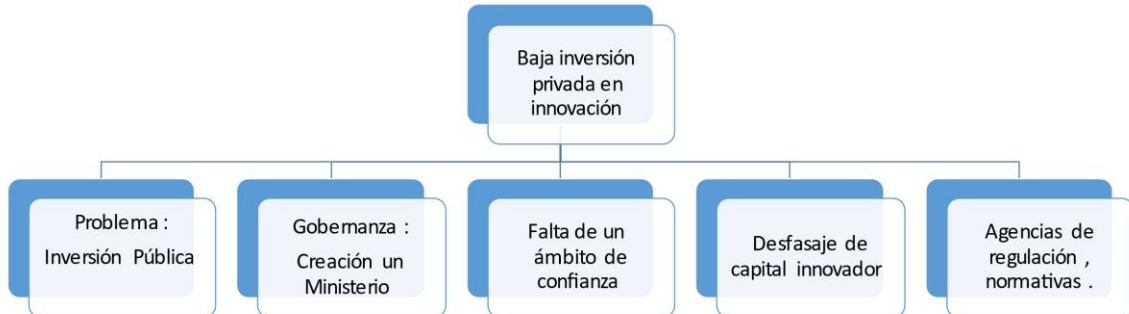 Baja inversión
privada en
innovación
Problema :
Inversión Pública
Gobernanza :
Creación un
Ministerio
Falta de un
ámbito de
confianza
Desfasaje de
capital innovador
Agencias de
regulación ,
normativas .